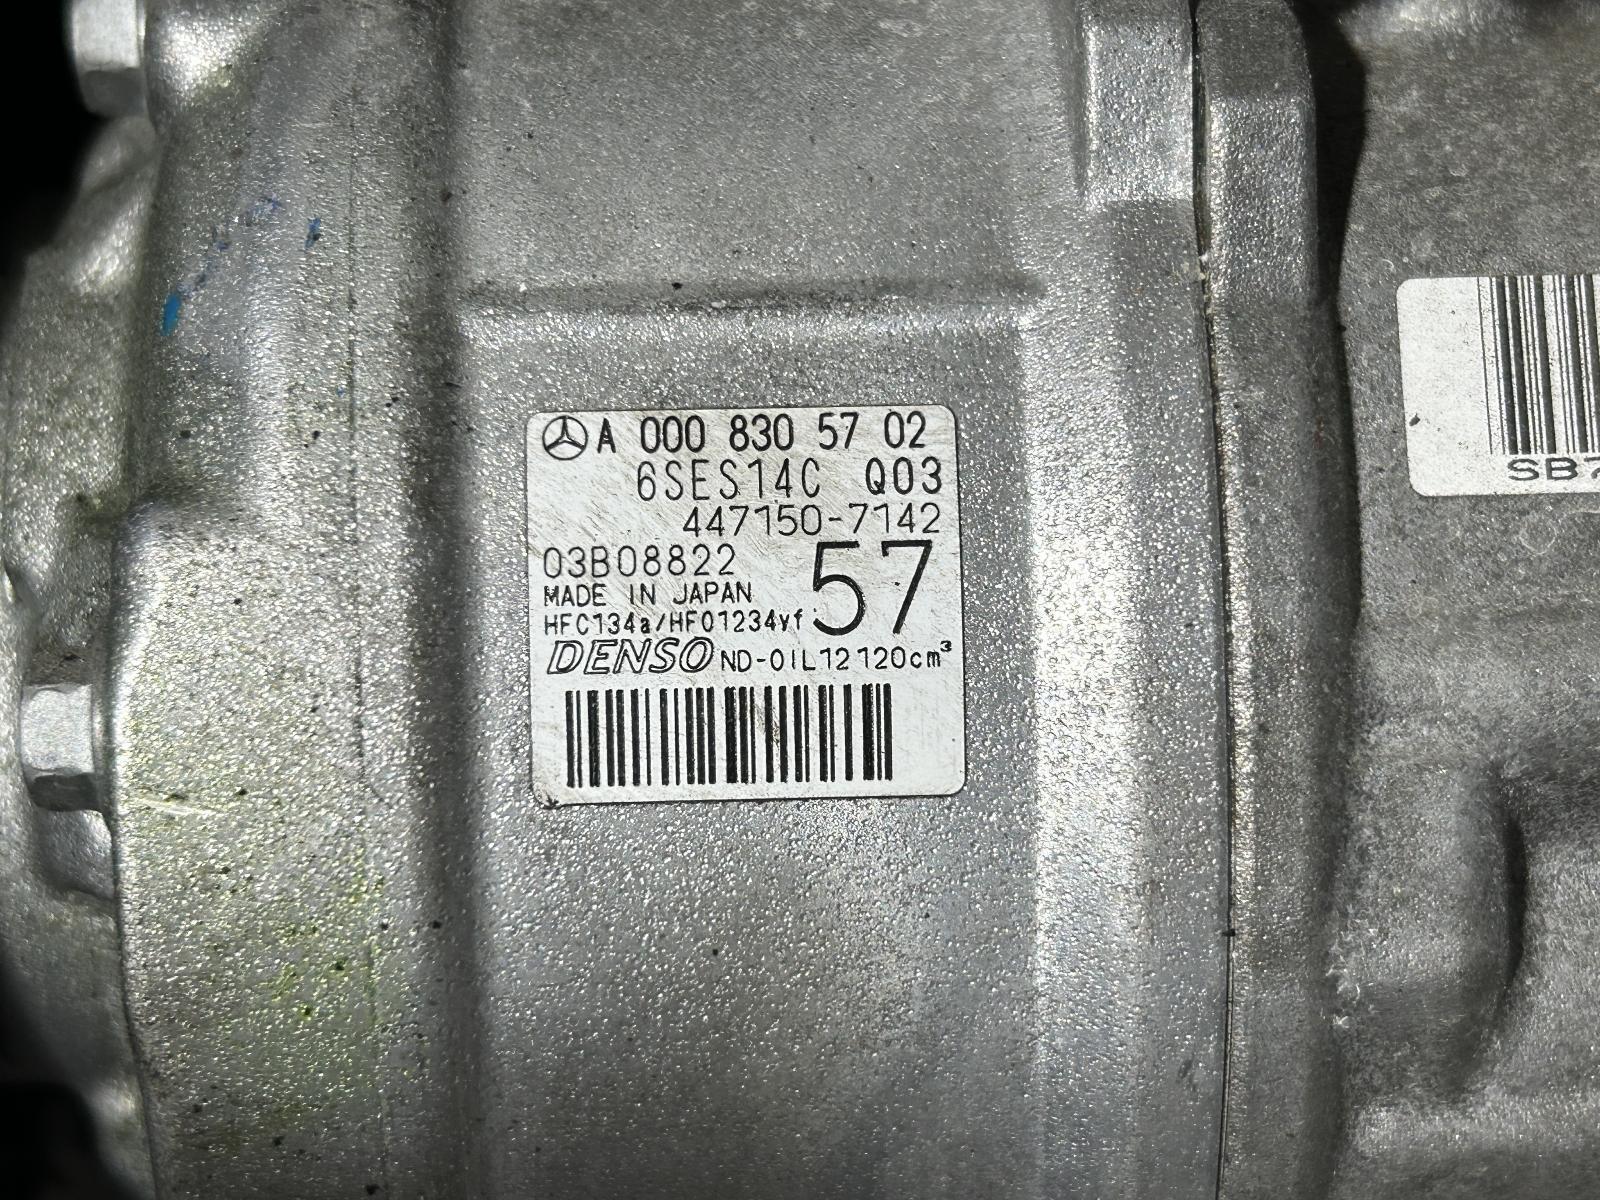 A 000 830 57 02
6SES14C Q03
447150-7142
03B08822
57
MADE IN JAPAN
HFC134a/HFO1234yf
DENSO ND-OIL12 120cm³
SB7